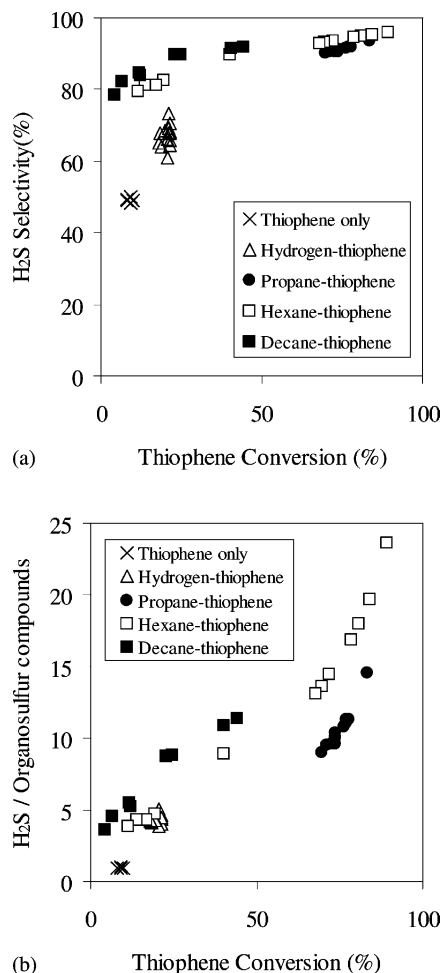 100
80
60
40
20
0
H2S Selectivity(%)
Thiophene only
Hydrogen-thiophene
Propane-thiophene
Hexane-thiophene
Decane-thiophene
0 50 100
(a) Thiophene Conversion (%)
25
20
15
10
5
0
H2S / Organosulfur compounds
Thiophene only
Hydrogen-thiophene
Propane-thiophene
Hexane-thiophene
Decane-thiophene
0 50 100
(b) Thiophene Conversion (%)